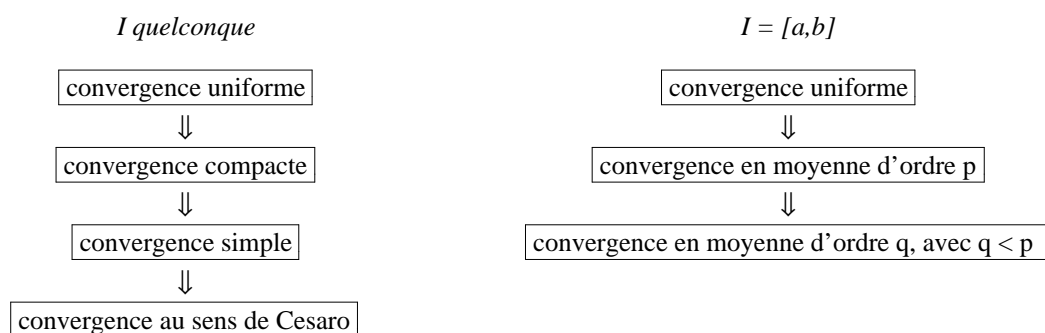 I quelconque
convergence uniforme
⇓
convergence compacte
⇓
convergence simple
⇓
convergence au sens de Cesaro
I = [a,b]
convergence uniforme
⇓
convergence en moyenne d'ordre p
⇓
convergence en moyenne d'ordre q, avec q < p